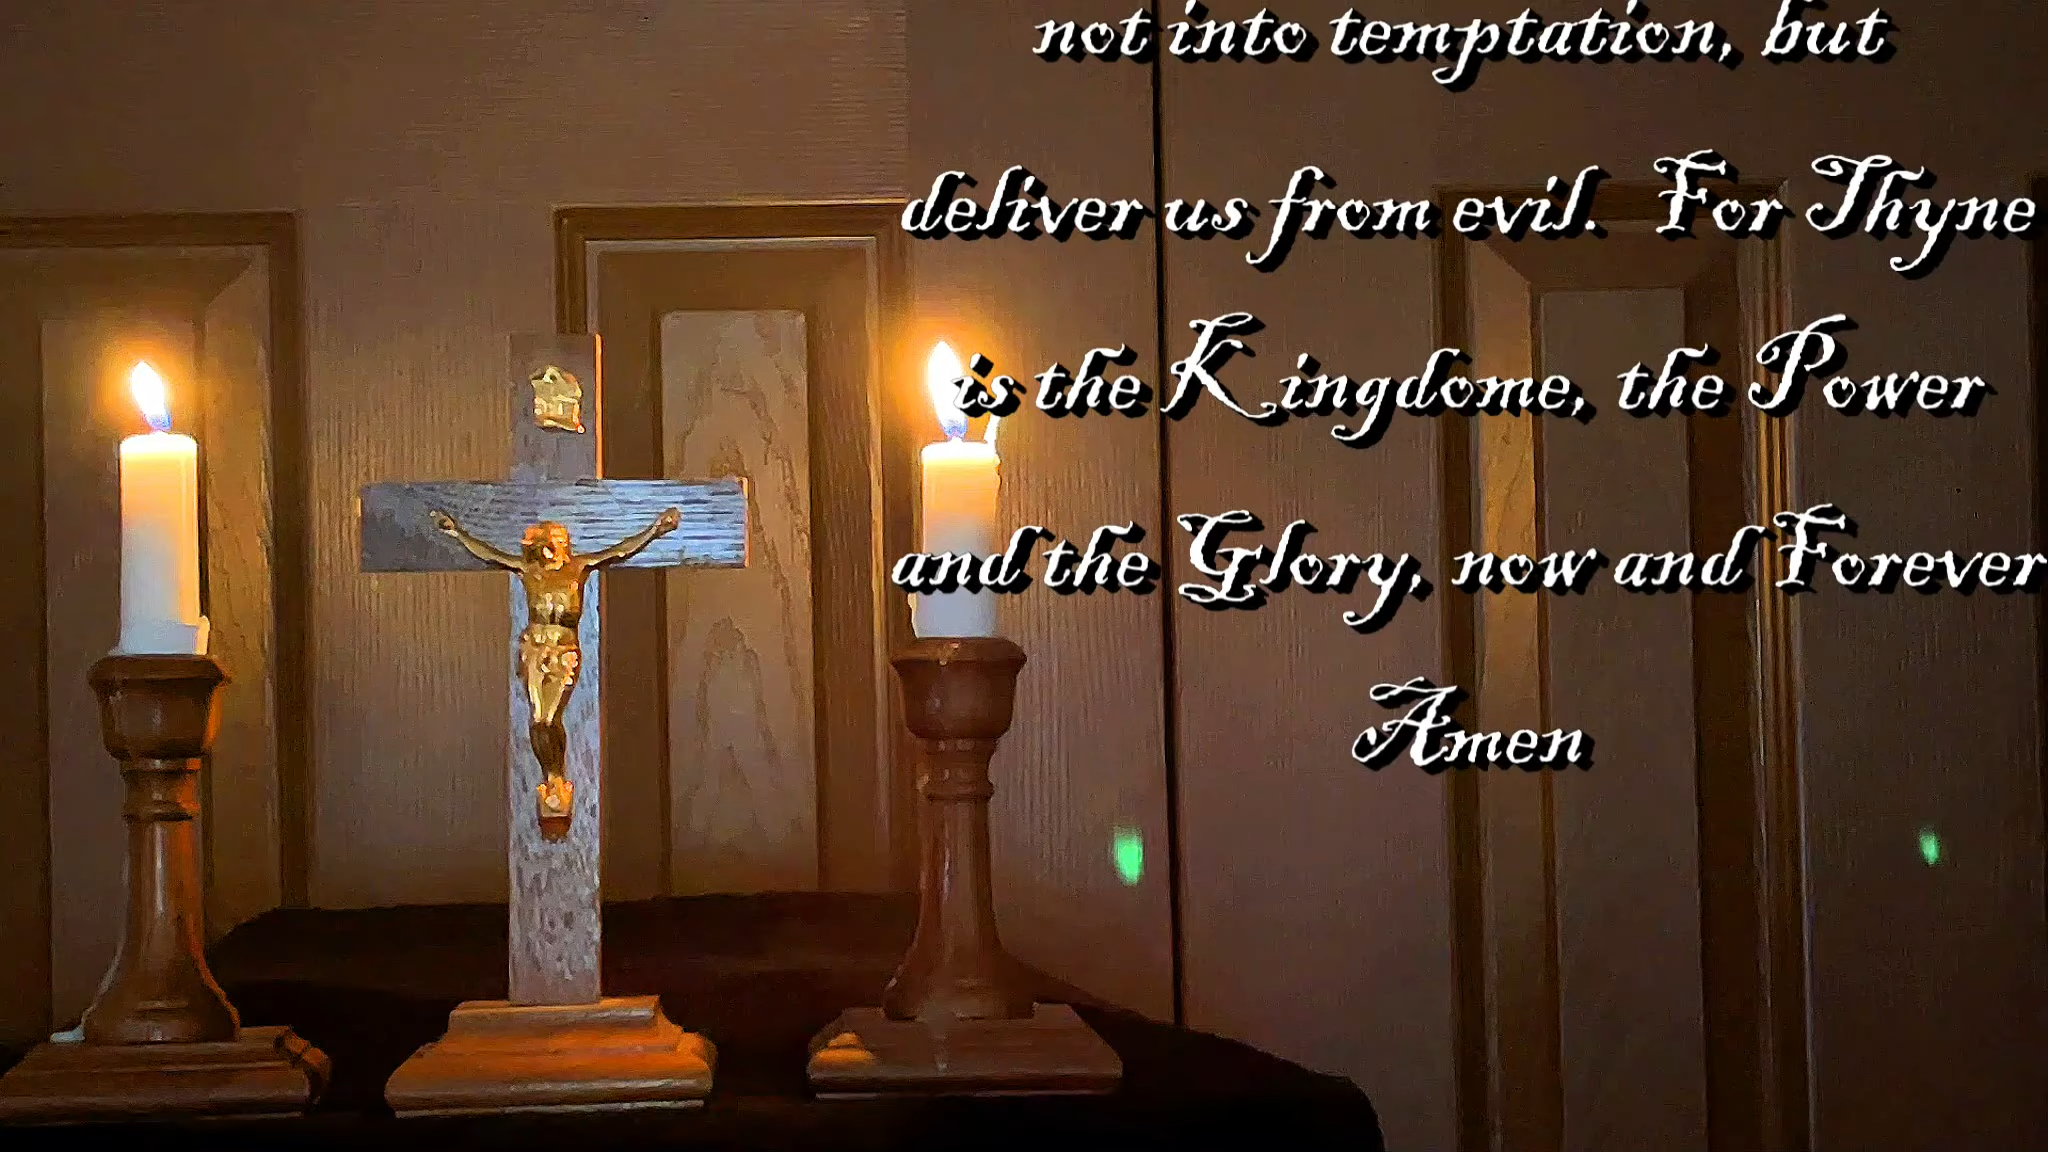 not into temptation, but
deliver us from evil. For Thyne
is the Kingdome, the Power
and the Glory, now and Forever
Amen